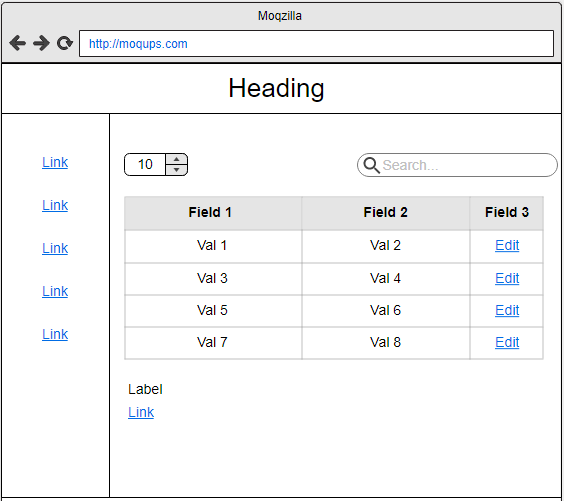 Moqzilla
http://moqups.com
Heading
Link
Link
Link
Link
Link
10
Search...
Field 1 Field 2 Field 3
Val 1 Val 2 Edit
Val 3 Val 4 Edit
Val 5 Val 6 Edit
Val 7 Val 8 Edit
Label
Link